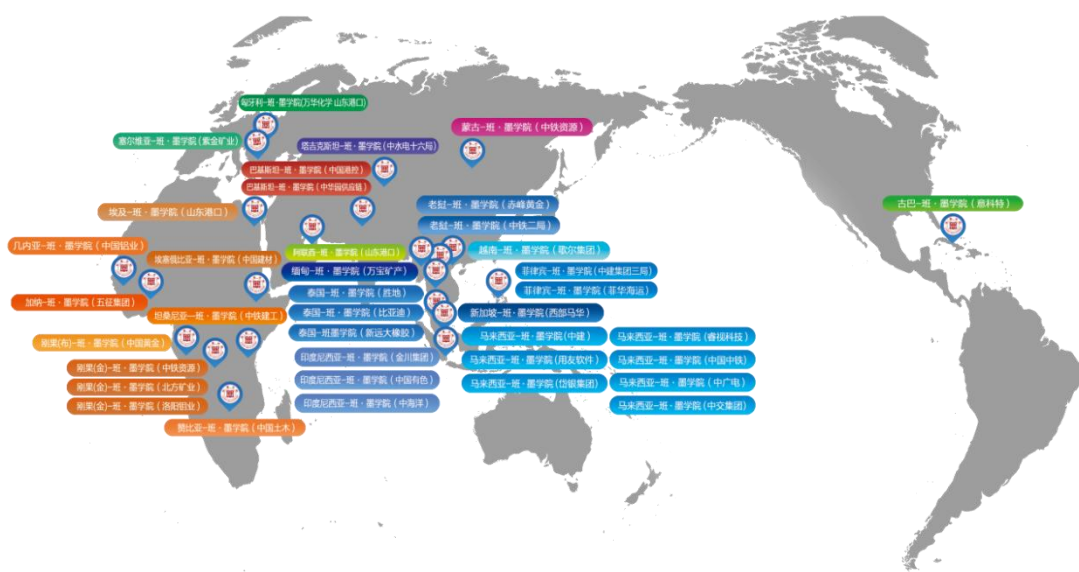 匈牙利-班·墨学院(万华化学 山东港口)
塞尔维亚-班·墨学院(紫金矿业)
塔吉克斯坦-班·墨学院(中水电十六局)
蒙古-班·墨学院(中铁资源)
巴基斯坦-班·墨学院(中国港控)
巴基斯坦-班·墨学院(中华园供应链)
埃及-班·墨学院(山东港口)
老挝-班·墨学院(赤峰黄金)
老挝-班·墨学院(中铁二局)
古巴-班·墨学院(意科特)
几内亚-班·墨学院(中国铝业)
埃塞俄比亚-班·墨学院(中国建材)
阿联酋-班·墨学院(山东港口)
越南-班·墨学院(歌尔集团)
缅甸-班·墨学院(万宝矿产)
菲律宾-班·墨学院(中建集团三局)
菲律宾-班·墨学院(菲华海运)
加纳-班·墨学院(五征集团)
坦桑尼亚—班·墨学院(中铁建工)
泰国-班·墨学院(胜地)
泰国-班·墨学院(比亚迪)
泰国-班墨学院(新远大橡胶)
新加坡-班·墨学院(西部马华)
刚果(布)-班·墨学院(中国黄金)
刚果(金)-班·墨学院(中铁资源)
刚果(金)-班·墨学院(北方矿业)
刚果(金)-班·墨学院(洛阳钼业)
赞比亚-班·墨学院(中国土木)
印度尼西亚-班·墨学院(金川集团)
印度尼西亚-班·墨学院(中国有色)
印度尼西亚-班·墨学院(中海洋)
马来西亚-班·墨学院(中建)
马来西亚-班·墨学院(用友软件)
马来西亚-班·墨学院(岱银集团)
马来西亚-班·墨学院(睿视科技)
马来西亚-班·墨学院(中国中铁)
马来西亚-班·墨学院(中广电)
马来西亚-班·墨学院(中交集团)